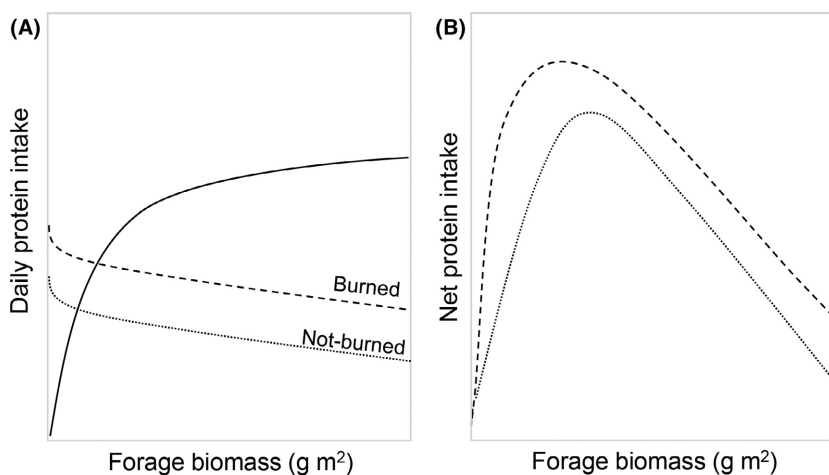 (A)
Daily protein intake
Burned
Not-burned
Forage biomass (g m²)
(B)
Net protein intake
Forage biomass (g m²)